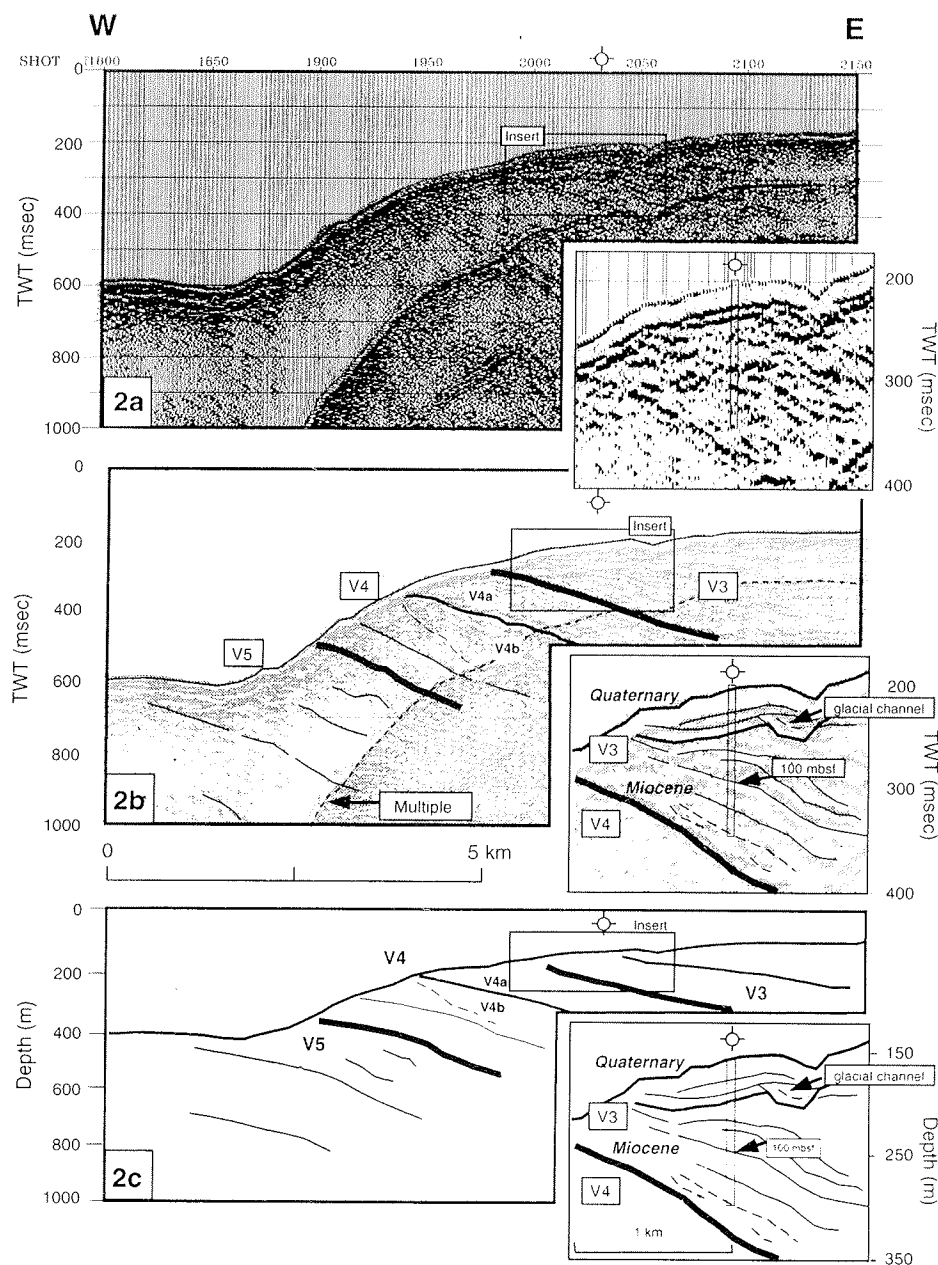 W E
SHOT 11800 1650 1900 1950 2000 2050 2100 2150
0
200
400
600
800
1000
TWT (msec)
Insert
2a
200
300
400
TWT (msec)
0
200
400
600
800
1000
TWT (msec)
Insert
V4
V4a
V3
V4b
V5
2b
Multiple
Quaternary
glacial channel
V3
100 mbsf
Miocene
V4
200
300
400
TWT (msec)
0 5 km
0
200
400
600
800
1000
Depth (m)
Insert
V4
V4a
V4b
V3
V5
2c
Quaternary
glacial channel
V3
Miocene
100 mbsf
V4
1 km
150
250
350
Depth (m)